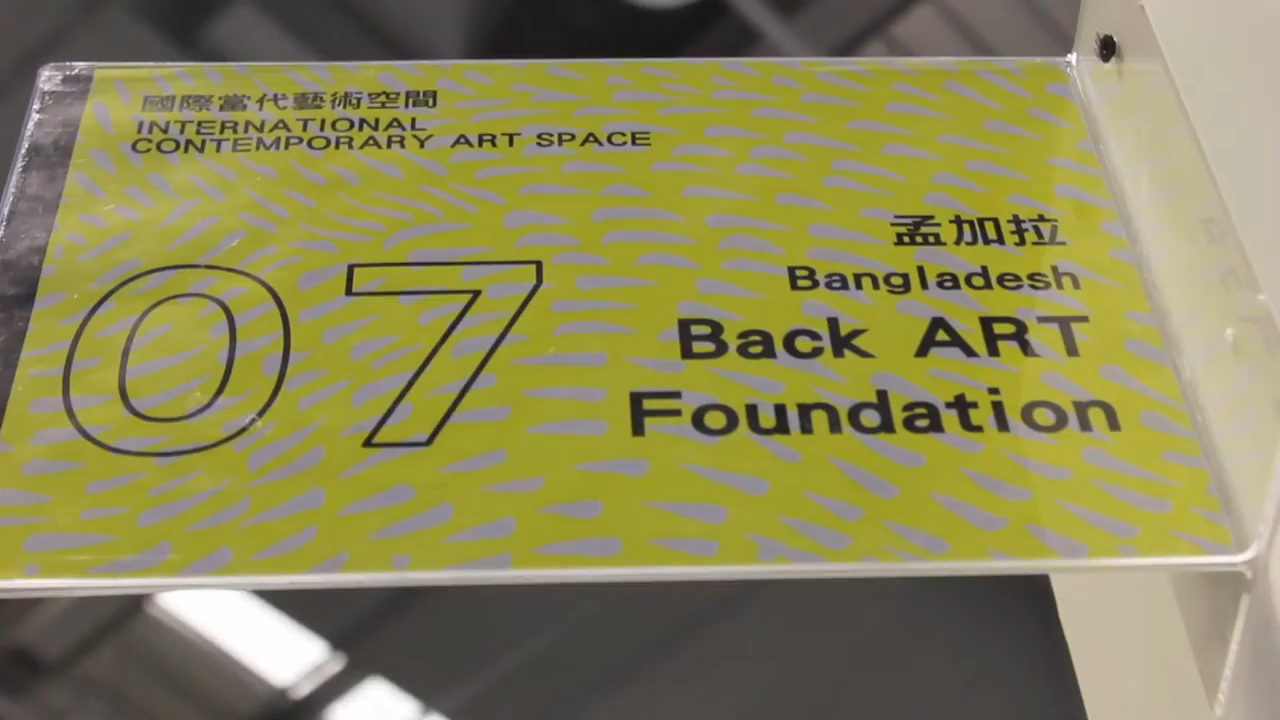 國際當代藝術空間
INTERNATIONAL
CONTEMPORARY ART SPACE
07
孟加拉
Bangladesh
Back ART
Foundation